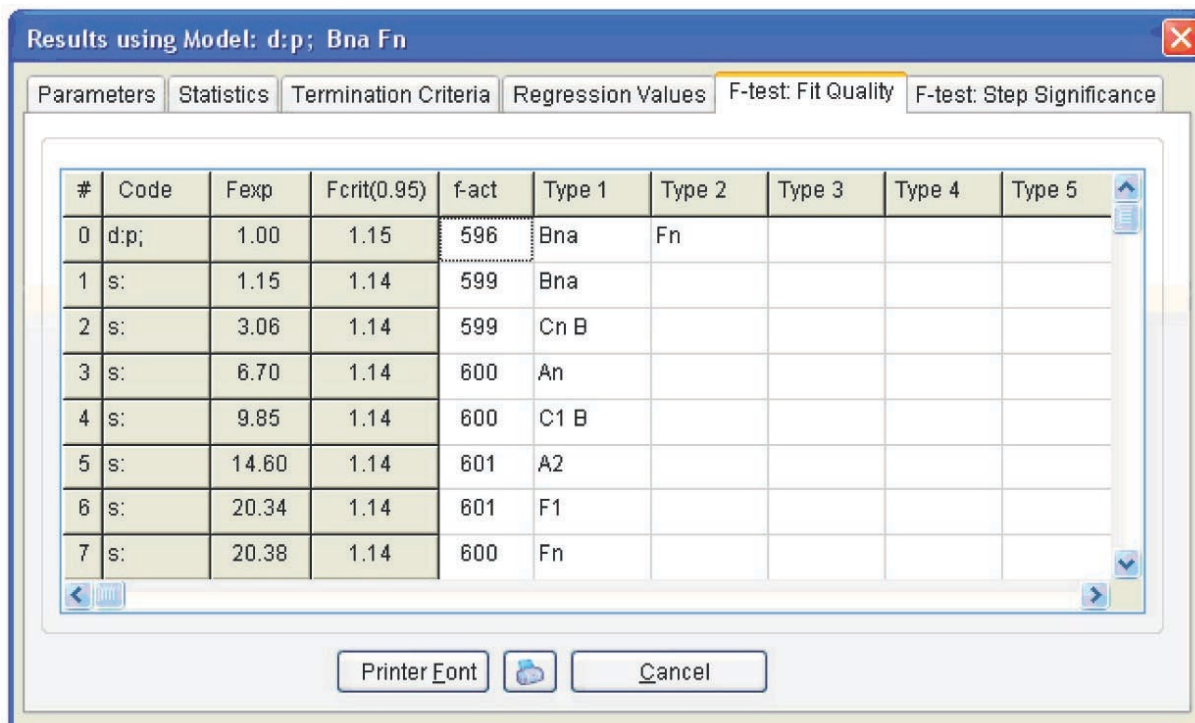 Results using Model: d:p; Bna Fn
Parameters Statistics Termination Criteria Regression Values F-test: Fit Quality F-test: Step Significance
# Code Fexp Fcrit(0.95) f-act Type 1 Type 2 Type 3 Type 4 Type 5
0 d:p; 1.00 1.15 596 Bna Fn
1 s: 1.15 1.14 599 Bna
2 s: 3.06 1.14 599 Cn B
3 s: 6.70 1.14 600 An
4 s: 9.85 1.14 600 C1 B
5 s: 14.60 1.14 601 A2
6 s: 20.34 1.14 601 F1
7 s: 20.38 1.14 600 Fn
Printer Font Cancel